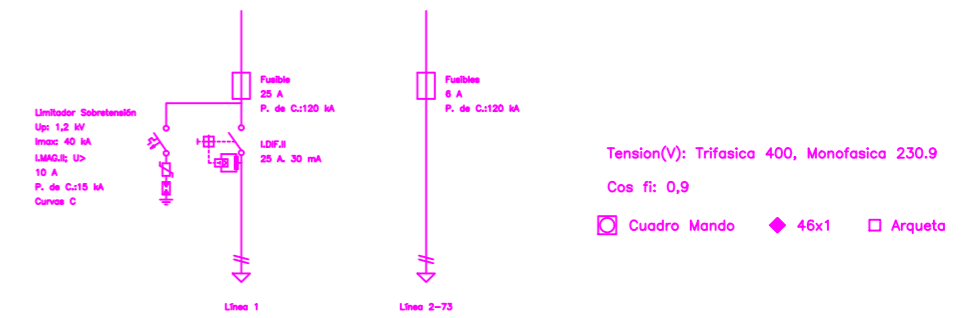 Fusible
25 A
P. de C.:120 kA
Limitador Sobretensión
Up: 1,2 kV
Imax: 40 kA
I.MAG.II; U>
10 A
P. de C.:15 kA
Curvas C
I.DIF.II
25 A. 30 mA
Línea 1
Fusibles
6 A
P. de C.:120 kA
Línea 2-73
Tension(V): Trifasica 400, Monofasica 230.9
Cos fi: 0,9
Cuadro Mando 46x1 Arqueta